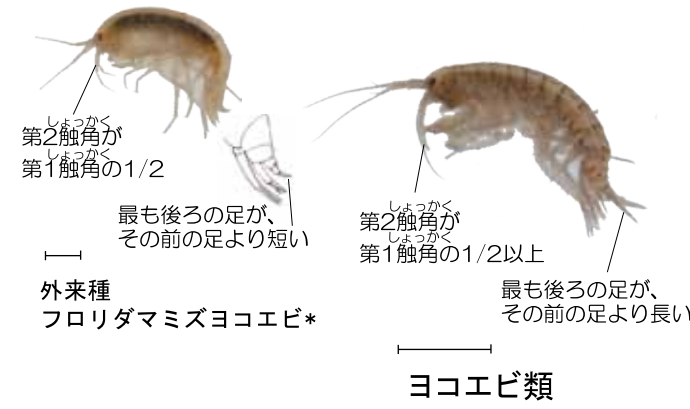 しょっかく
第2触角が
しょっかく
第1触角の1/2
最も後ろの足が、
その前の足より短い
外来種
フロリダマミズヨコエビ*
しょっかく
第2触角が
しょっかく
第1触角の1/2以上
最も後ろの足が、
その前の足より長い
ヨコエビ類